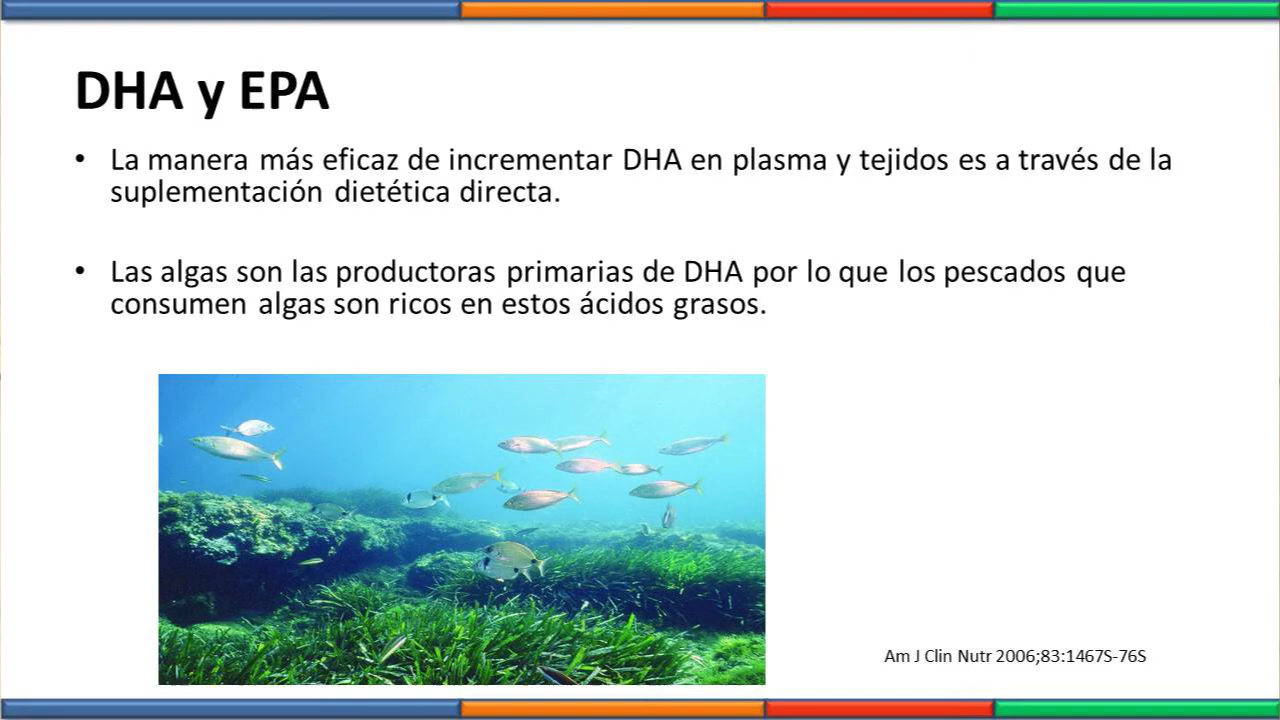 DHA y EPA
• La manera más eficaz de incrementar DHA en plasma y tejidos es a través de la
suplementación dietética directa.
• Las algas son las productoras primarias de DHA por lo que los pescados que
consumen algas son ricos en estos ácidos grasos.
Am J Clin Nutr 2006;83:1467S-76S